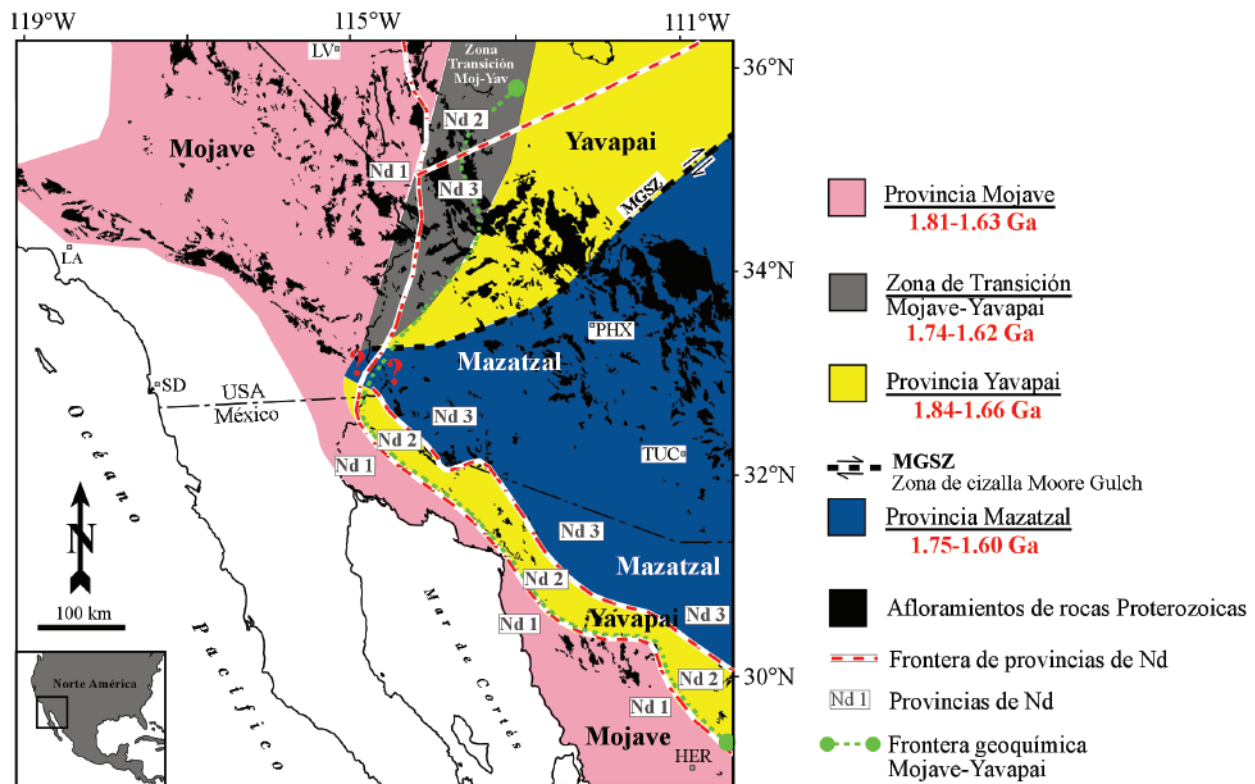 119°W
115°W
111°W
LV
Zona
Transición
Moj-Yav
36°N
Nd 2
Mojave
Yavapai
Nd 1
Nd 3
MGSZ
LA
34°N
PHX
?
?
Mazatzal
SD
USA
México
Nd 3
Nd 2
TUC
Nd 1
32°N
Nd 3
Océano
Pacífico
N
100 km
Mar de Cortés
Mazatzal
Nd 2
Nd 1
Yavapai
Nd 3
30°N
Nd 2
Nd 1
Mojave
HER
Norte América
Provincia Mojave
1.81-1.63 Ga
Zona de Transición
Mojave-Yavapai
1.74-1.62 Ga
Provincia Yavapai
1.84-1.66 Ga
MGSZ
Zona de cizalla Moore Gulch
Provincia Mazatzal
1.75-1.60 Ga
Afloramientos de rocas Proterozoicas
Frontera de provincias de Nd
Nd 1
Provincias de Nd
Frontera geoquímica
Mojave-Yavapai